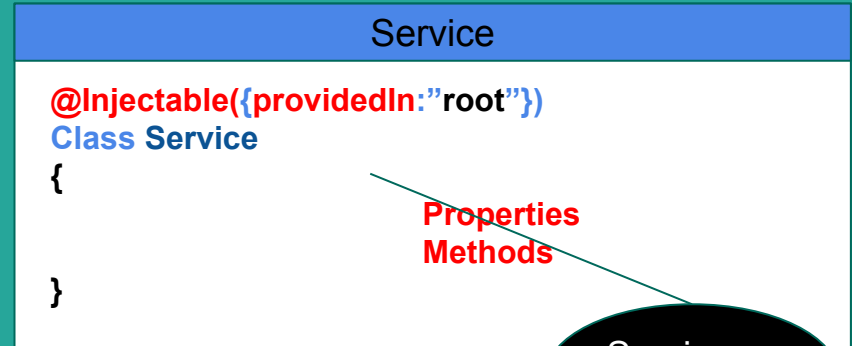 Service
@Injectable({providedIn:”root”})
Class Service
{
Properties
Methods
}